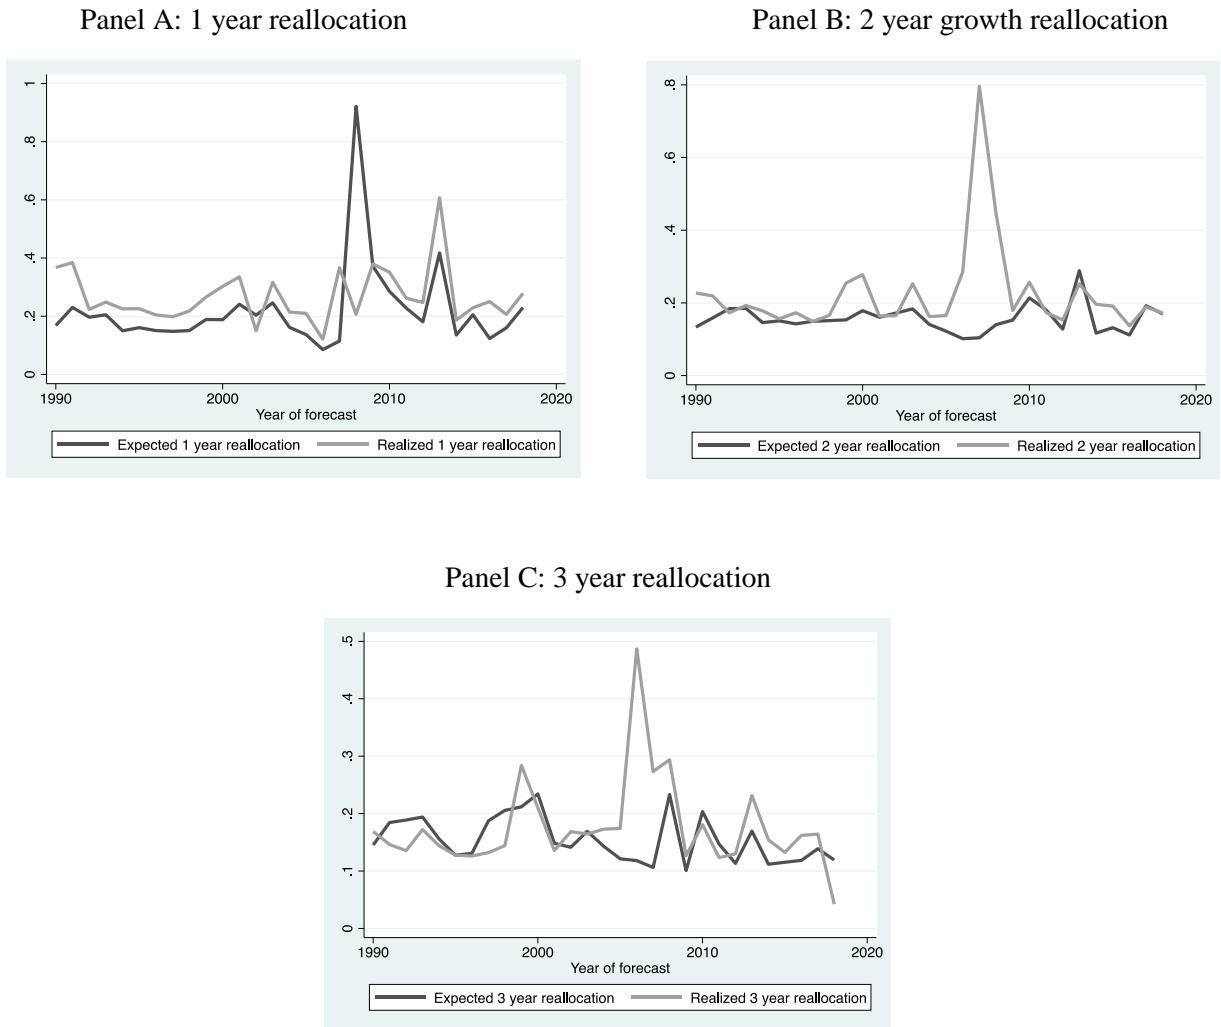 Panel A: 1 year reallocation
Panel B: 2 year growth reallocation
1
.8
.6
.4
.2
0
1990 2000 2010 2020
Year of forecast
Expected 1 year reallocation Realized 1 year reallocation
.8
.6
.4
.2
0
1990 2000 2010 2020
Year of forecast
Expected 2 year reallocation Realized 2 year reallocation
Panel C: 3 year reallocation
.5
.4
.3
.2
.1
0
1990 2000 2010 2020
Year of forecast
Expected 3 year reallocation Realized 3 year reallocation